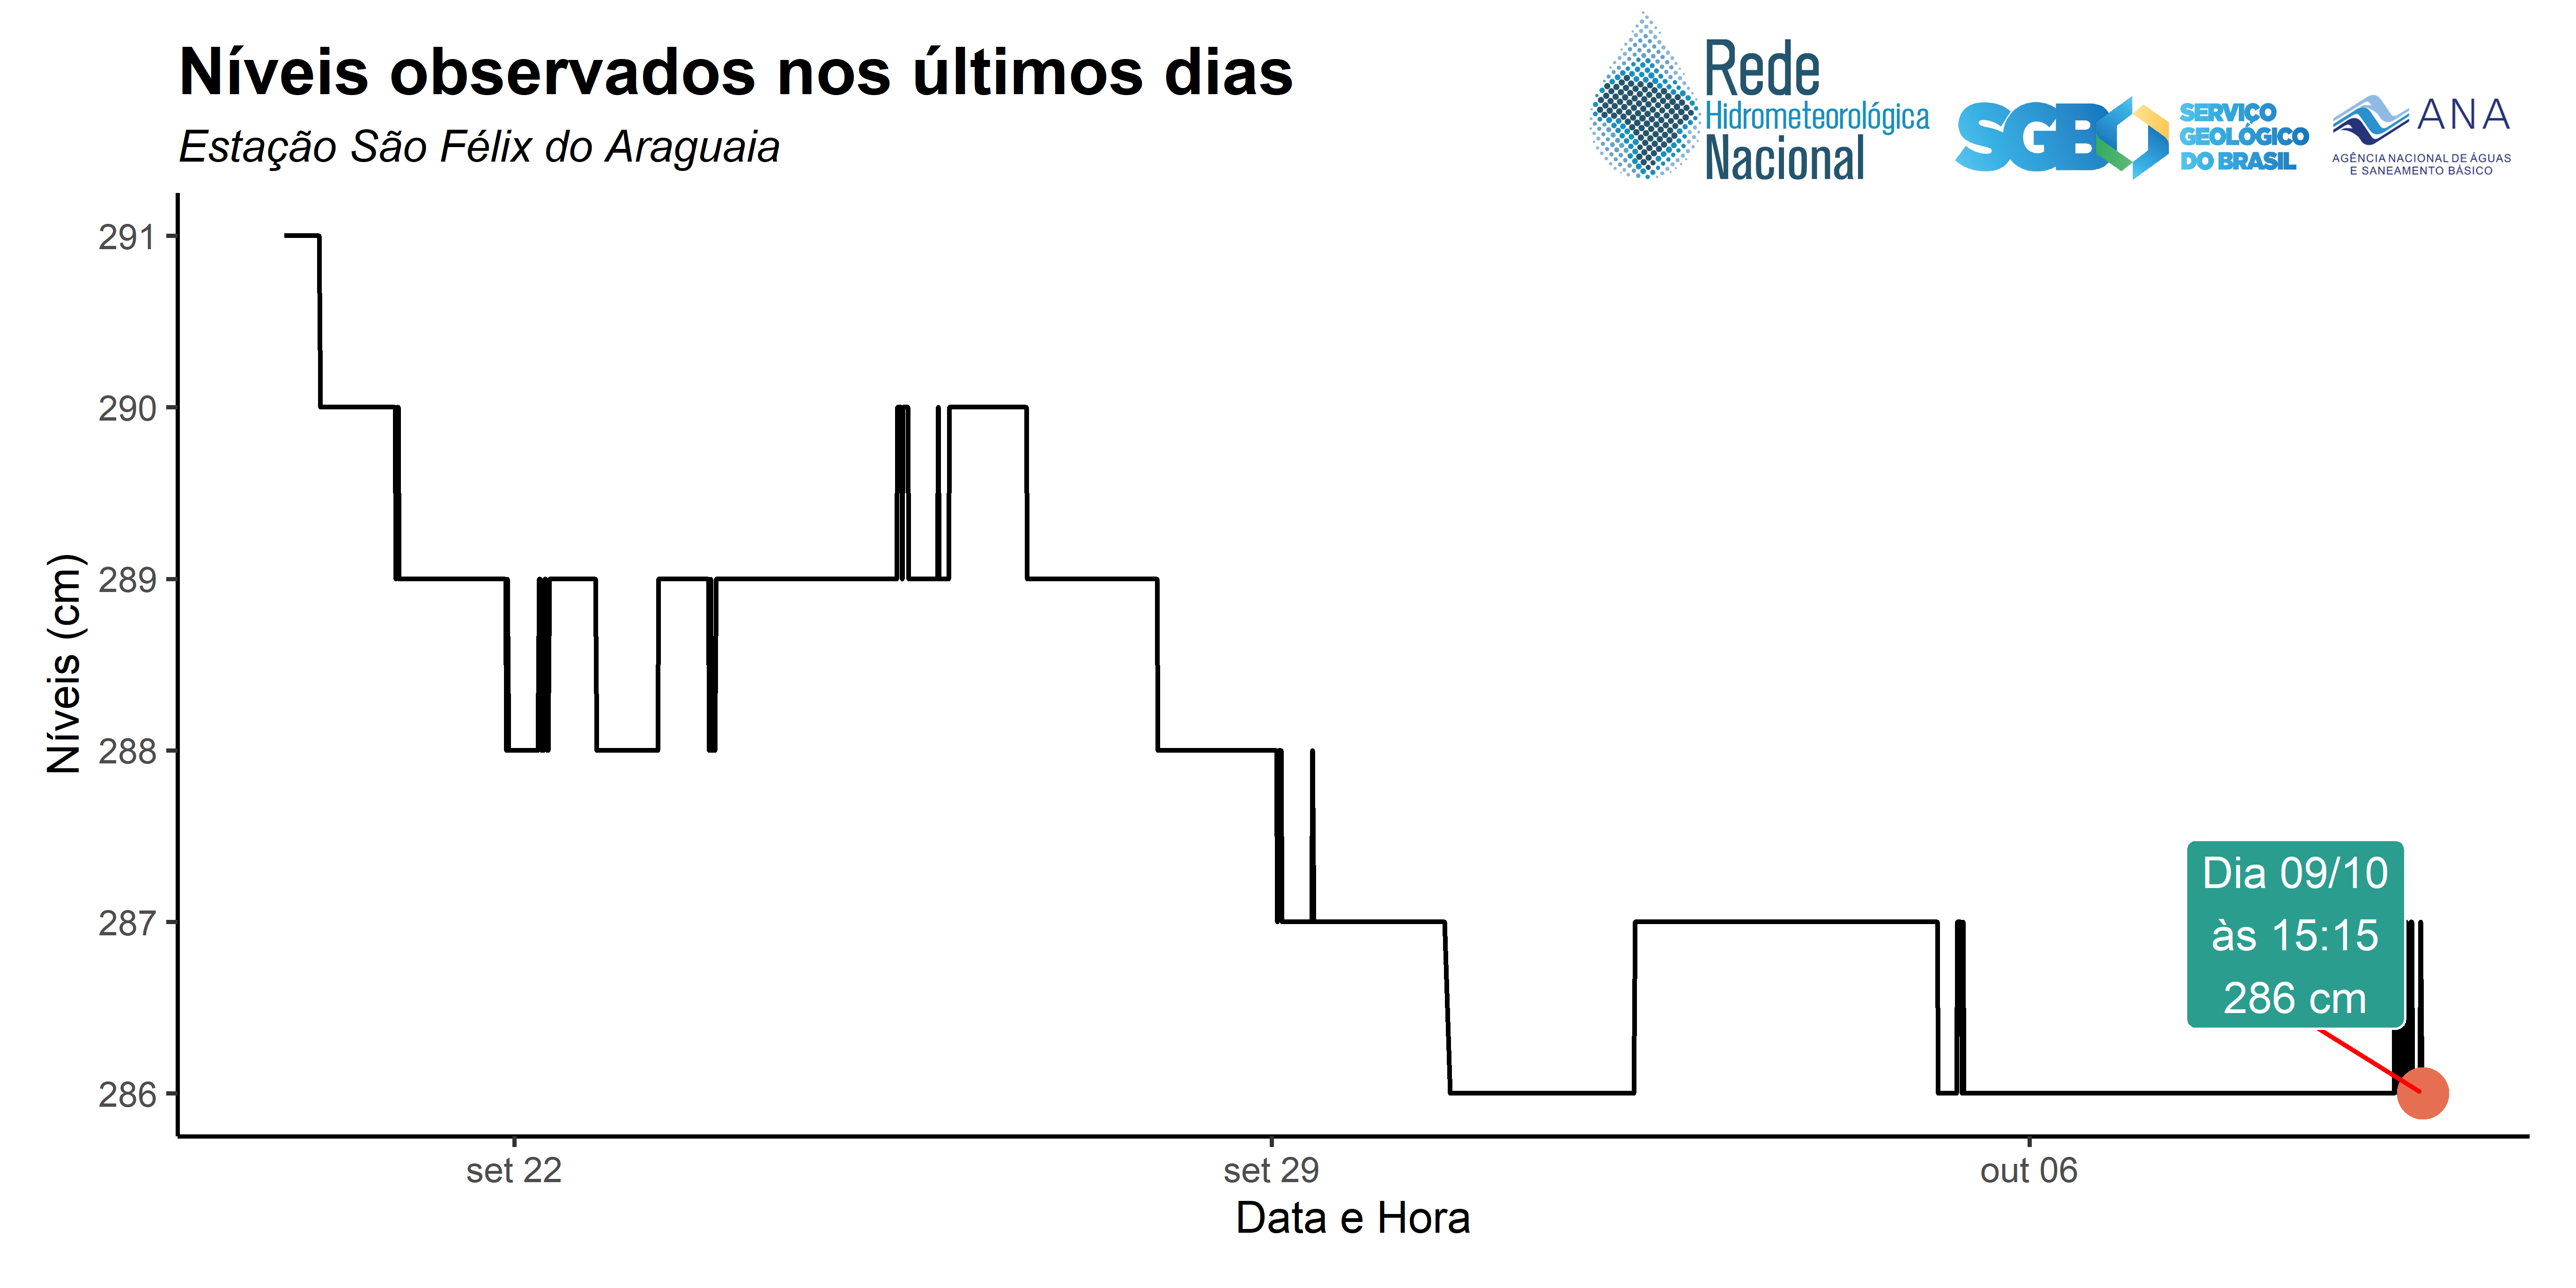 Níveis observados nos últimos dias
Estação São Félix do Araguaia
Rede
Hidrometeorológica
Nacional
SGB
SERVIÇO
GEOLÓGICO
DO BRASIL
ANA
AGÊNCIA NACIONAL DE ÁGUAS
E SANEAMENTO BÁSICO
Níveis (cm)
291
290
289
288
287
286
Dia 09/10
às 15:15
286 cm
set 22
set 29
out 06
Data e Hora